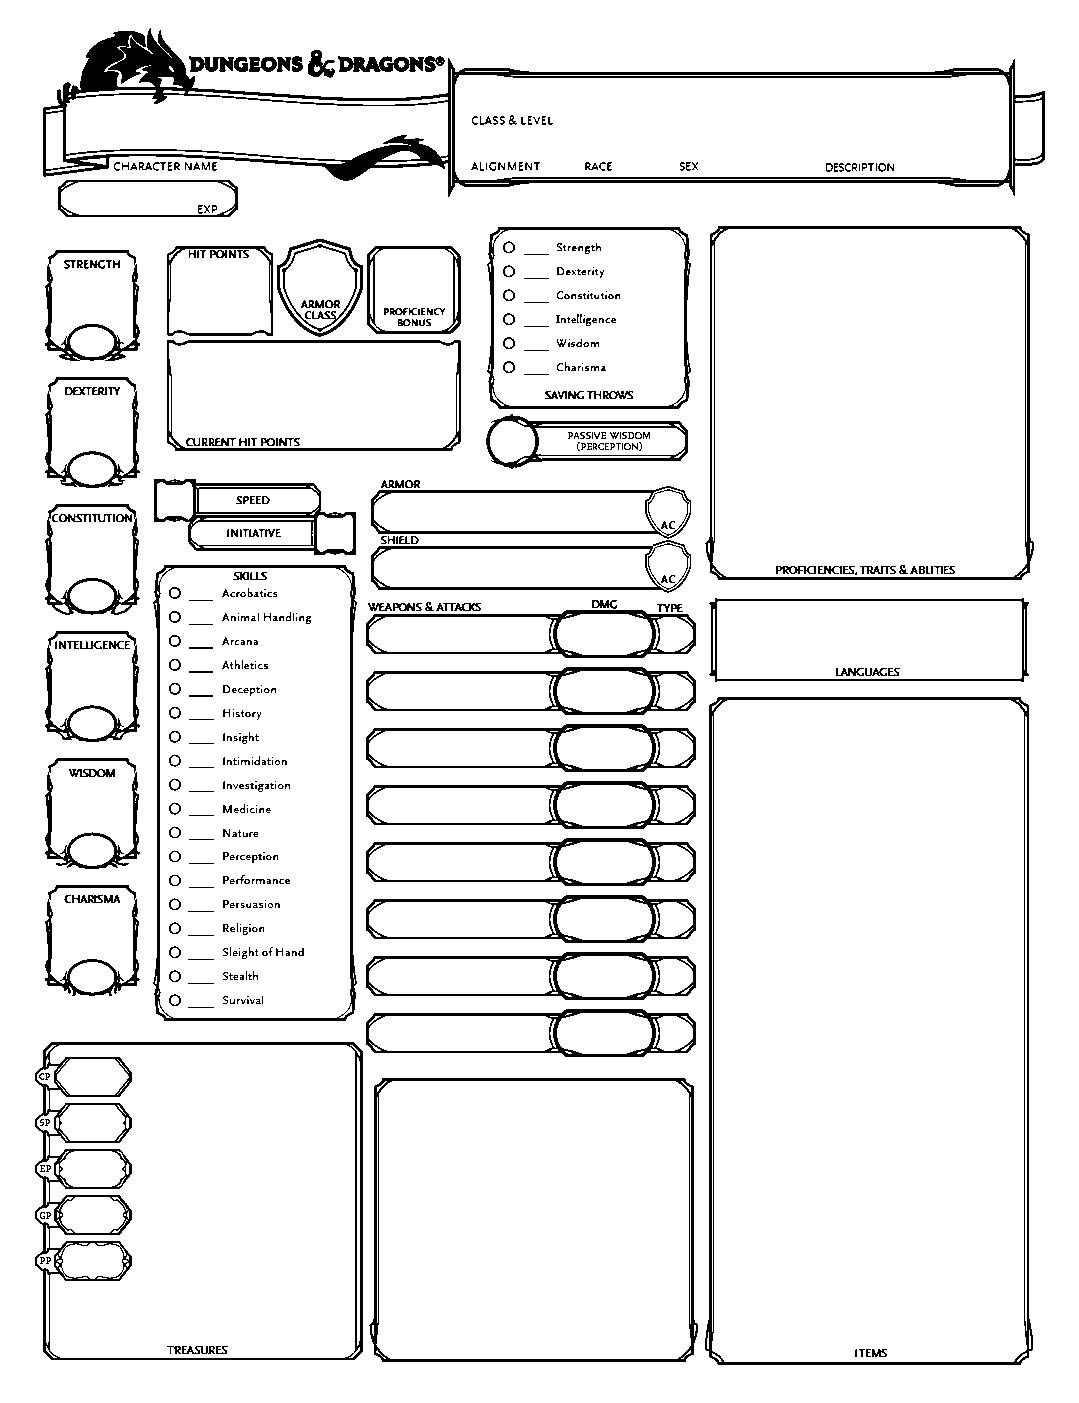 DUNGEONS & DRAGONS®
CLASS & LEVEL
CHARACTER NAME
ALIGNMENT RACE SEX DESCRIPTION
EXP
STRENGTH
DEXTERITY
CONSTITUTION
INTELLIGENCE
WISDOM
CHARISMA
HIT POINTS
ARMOR
CLASS
PROFICIENCY
BONUS
CURRENT HIT POINTS
Strength
Dexterity
Constitution
Intelligence
Wisdom
Charisma
SAVING THROWS
PASSIVE WISDOM
(PERCEPTION)
SPEED
INITIATIVE
ARMOR
AC
SHIELD
AC
SKILLS
Acrobatics
Animal Handling
Arcana
Athletics
Deception
History
Insight
Intimidation
Investigation
Medicine
Nature
Perception
Performance
Persuasion
Religion
Sleight of Hand
Stealth
Survival
WEAPONS & ATTACKS DMG TYPE
PROFICIENCIES, TRAITS & ABLITIES
LANGUAGES
CP
SP
EP
GP
PP
TREASURES
ITEMS